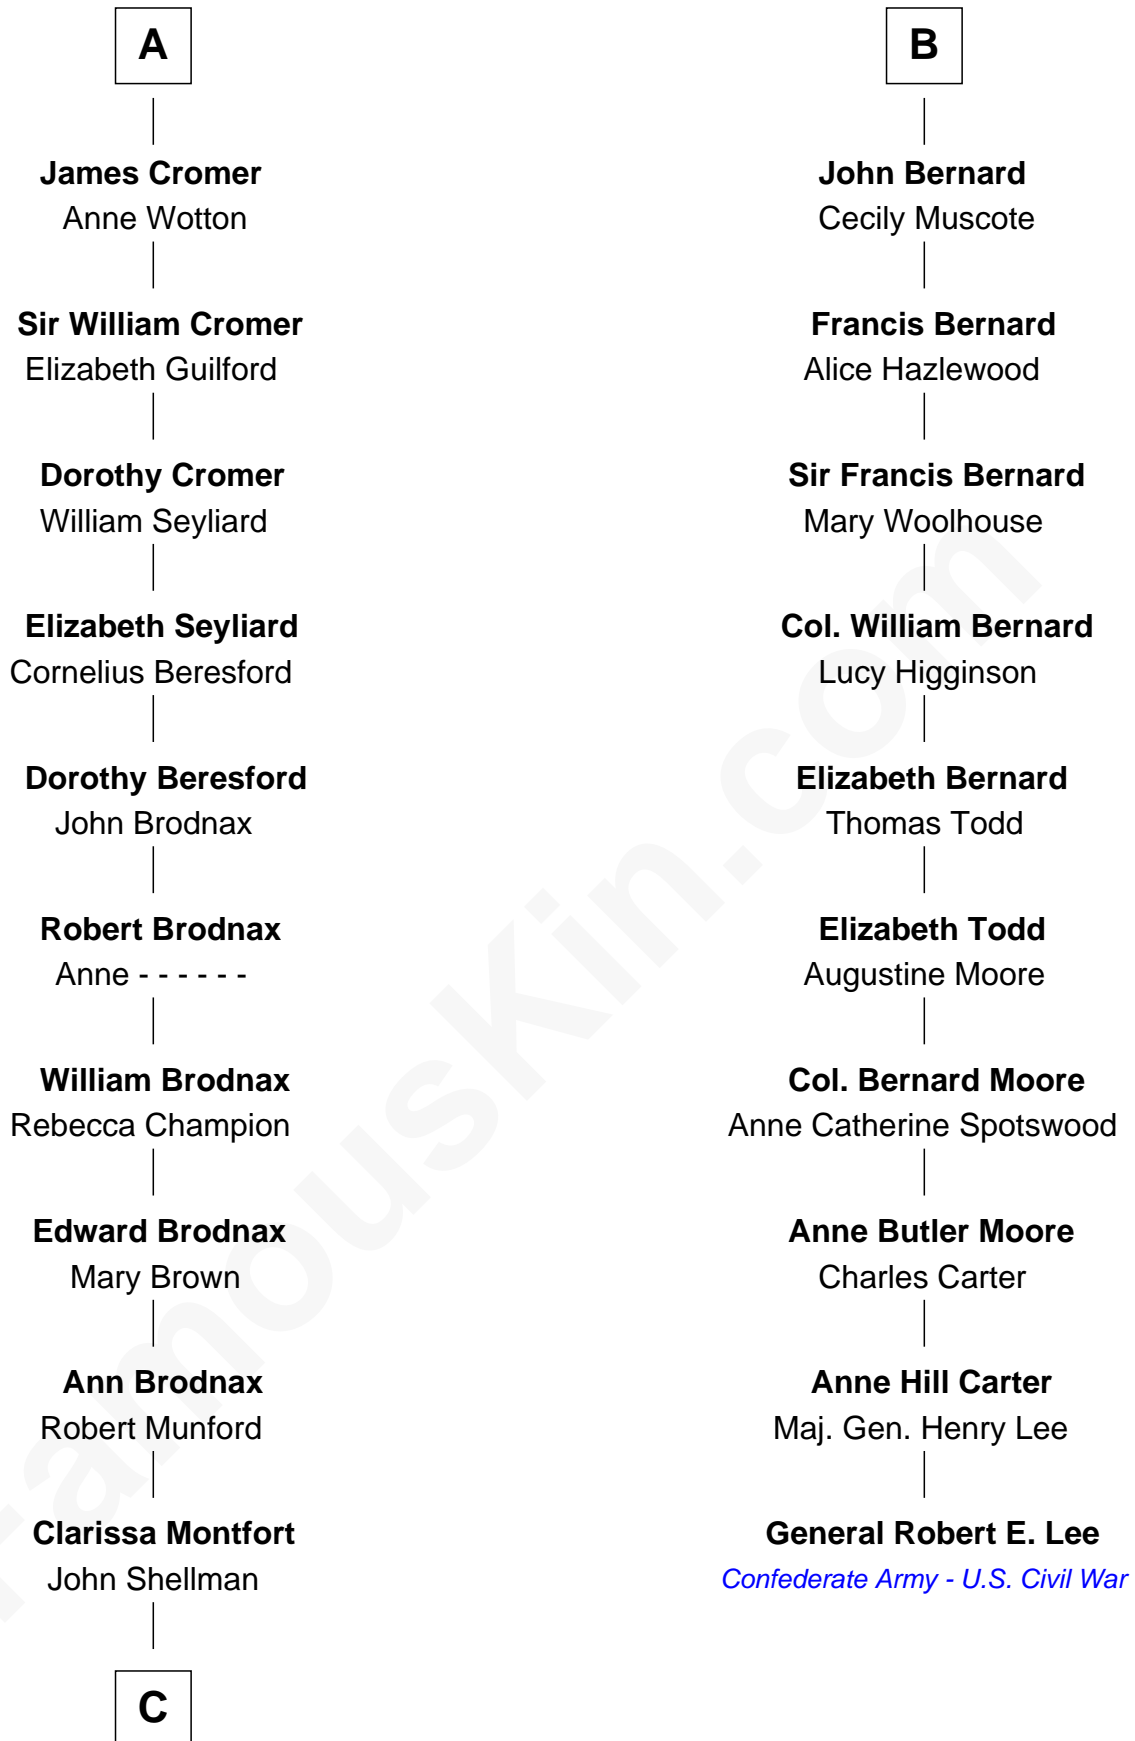 A
James Cromer
Anne Wotton
Sir William Cromer
Elizabeth Guilford
Dorothy Cromer
William Seyliard
Elizabeth Seyliard
Cornelius Beresford
Dorothy Beresford
John Brodnax
Robert Brodnax
Anne - - - - - -
William Brodnax
Rebecca Champion
Edward Brodnax
Mary Brown
Ann Brodnax
Robert Munford
Clarissa Montfort
John Shellman
C
B
John Bernard
Cecily Muscote
Francis Bernard
Alice Hazlewood
Sir Francis Bernard
Mary Woolhouse
Col. William Bernard
Lucy Higginson
Elizabeth Bernard
Thomas Todd
Elizabeth Todd
Augustine Moore
Col. Bernard Moore
Anne Catherine Spotswood
Anne Butler Moore
Charles Carter
Anne Hill Carter
Maj. Gen. Henry Lee
General Robert E. Lee
Confederate Army - U.S. Civil War
FamousKin.com